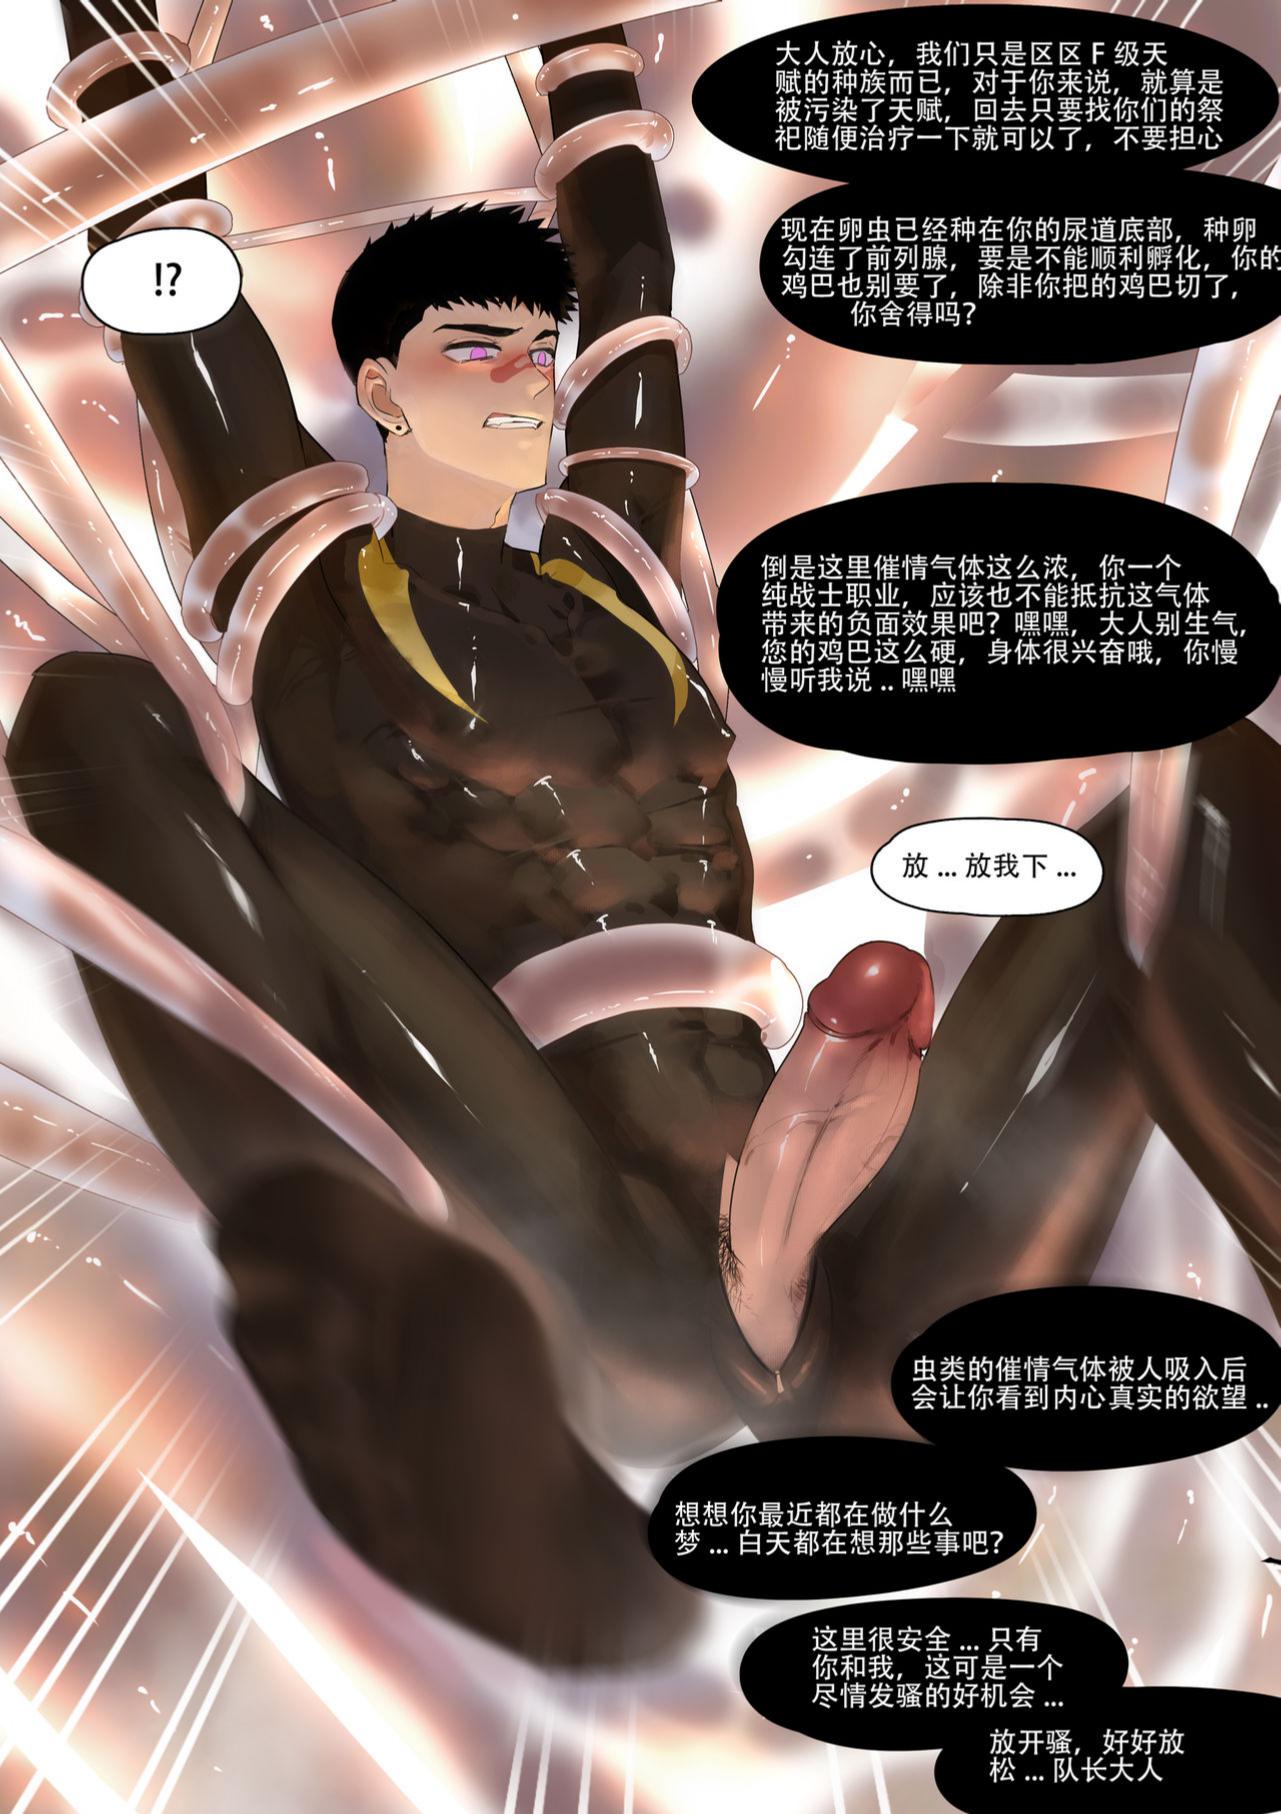 大人放心，我们只是区区 F 级天
赋的种族而已，对于你来说，就算是
被污染了天赋，回去只要找你们的祭
祀随便治疗一下就可以了，不要担心
!?
现在卵虫已经种在你的尿道底部，种卵
勾连了前列腺，要是不能顺利孵化，你的
鸡巴也别要了，除非你把的鸡巴切了，
你舍得吗？
倒是这里催情气体这么浓，你一个
纯战士职业，应该也不能抵抗这气体
带来的负面效果吧？嘿嘿，大人别生气，
您的鸡巴这么硬，身体很兴奋哦，你慢
慢听我说 .. 嘿嘿
放 ... 放我下 ...
虫类的催情气体被人吸入后
会让你看到内心真实的欲望 ..
想想你最近都在做什么
梦 ... 白天都在想那些事吧？
这里很安全 ... 只有
你和我，这可是一个
尽情发骚的好机会 ...
放开骚，好好放
松 ... 队长大人